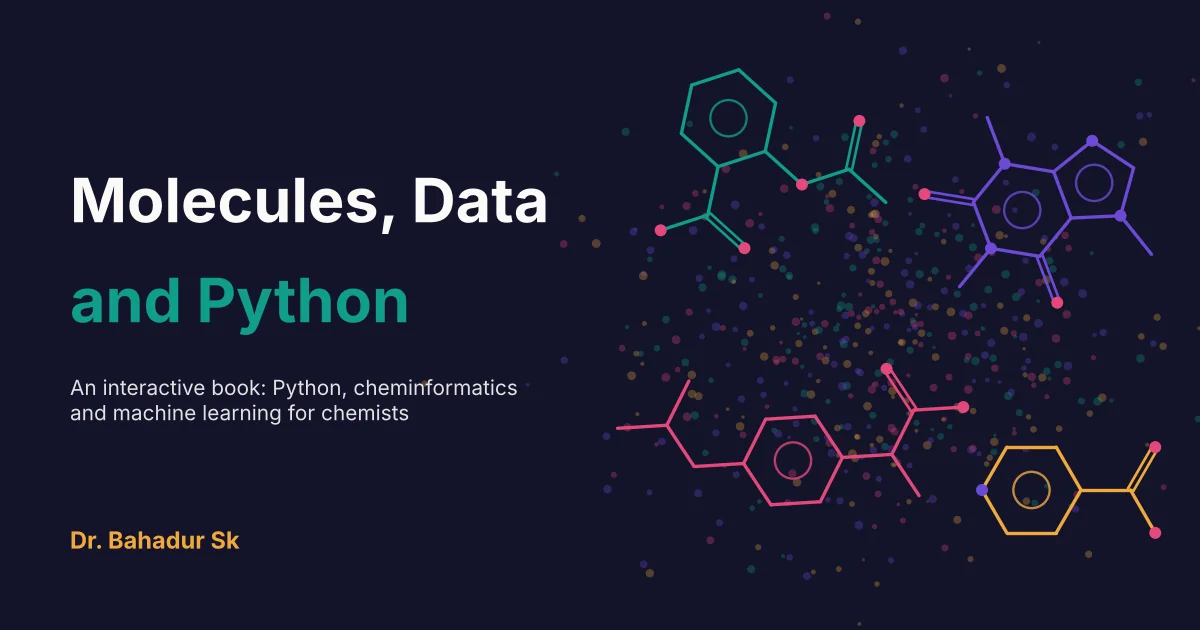 Molecules, Data
and Python
An interactive book: Python, cheminformatics
and machine learning for chemists
Dr. Bahadur Sk